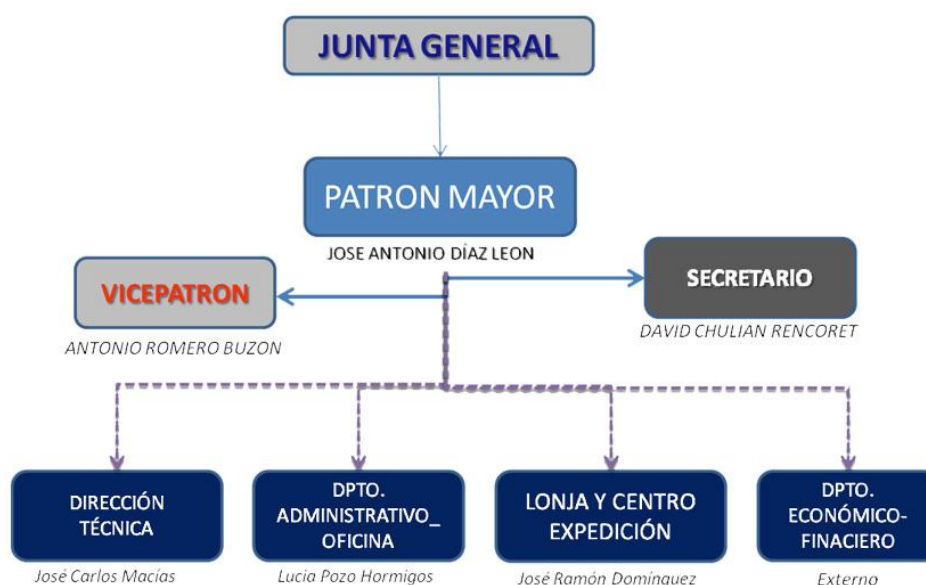 JUNTA GENERAL
PATRON MAYOR
JOSE ANTONIO DÍAZ LEON
VICEPATRON
ANTONIO ROMERO BUZON
SECRETARIO
DAVID CHULIAN RENCORET
DIRECCIÓN
TÉCNICA
José Carlos Macías
DPTO.
ADMINISTRATIVO_
OFICINA
Lucia Pozo Hormigos
LONJA Y CENTRO
EXPEDICIÓN
José Ramón Domínguez
DPTO.
ECONÓMICO-
FINACIERO
Externo